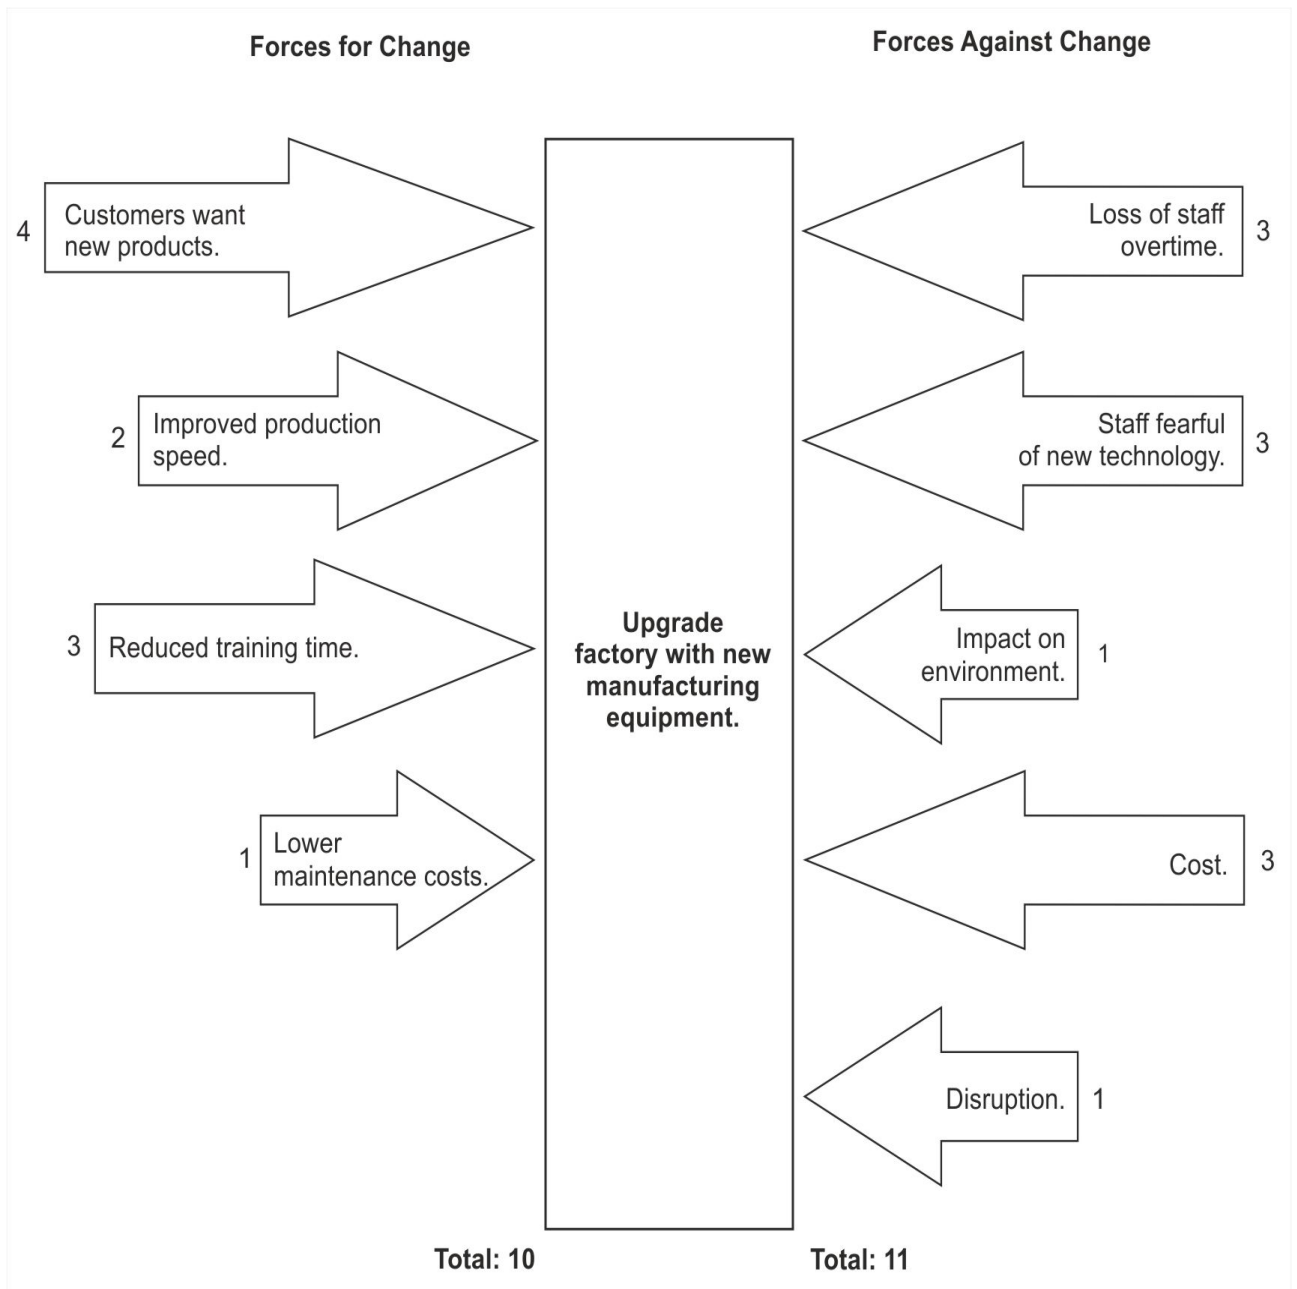 Forces for Change
Forces Against Change
4
Customers want
new products.
Loss of staff
overtime.
3
2
Improved production
speed.
Staff fearful
of new technology.
3
3
Reduced training time.
Upgrade
factory with new
manufacturing
equipment.
Impact on
environment.
1
1
Lower
maintenance costs.
Cost.
3
Disruption.
1
Total: 10
Total: 11